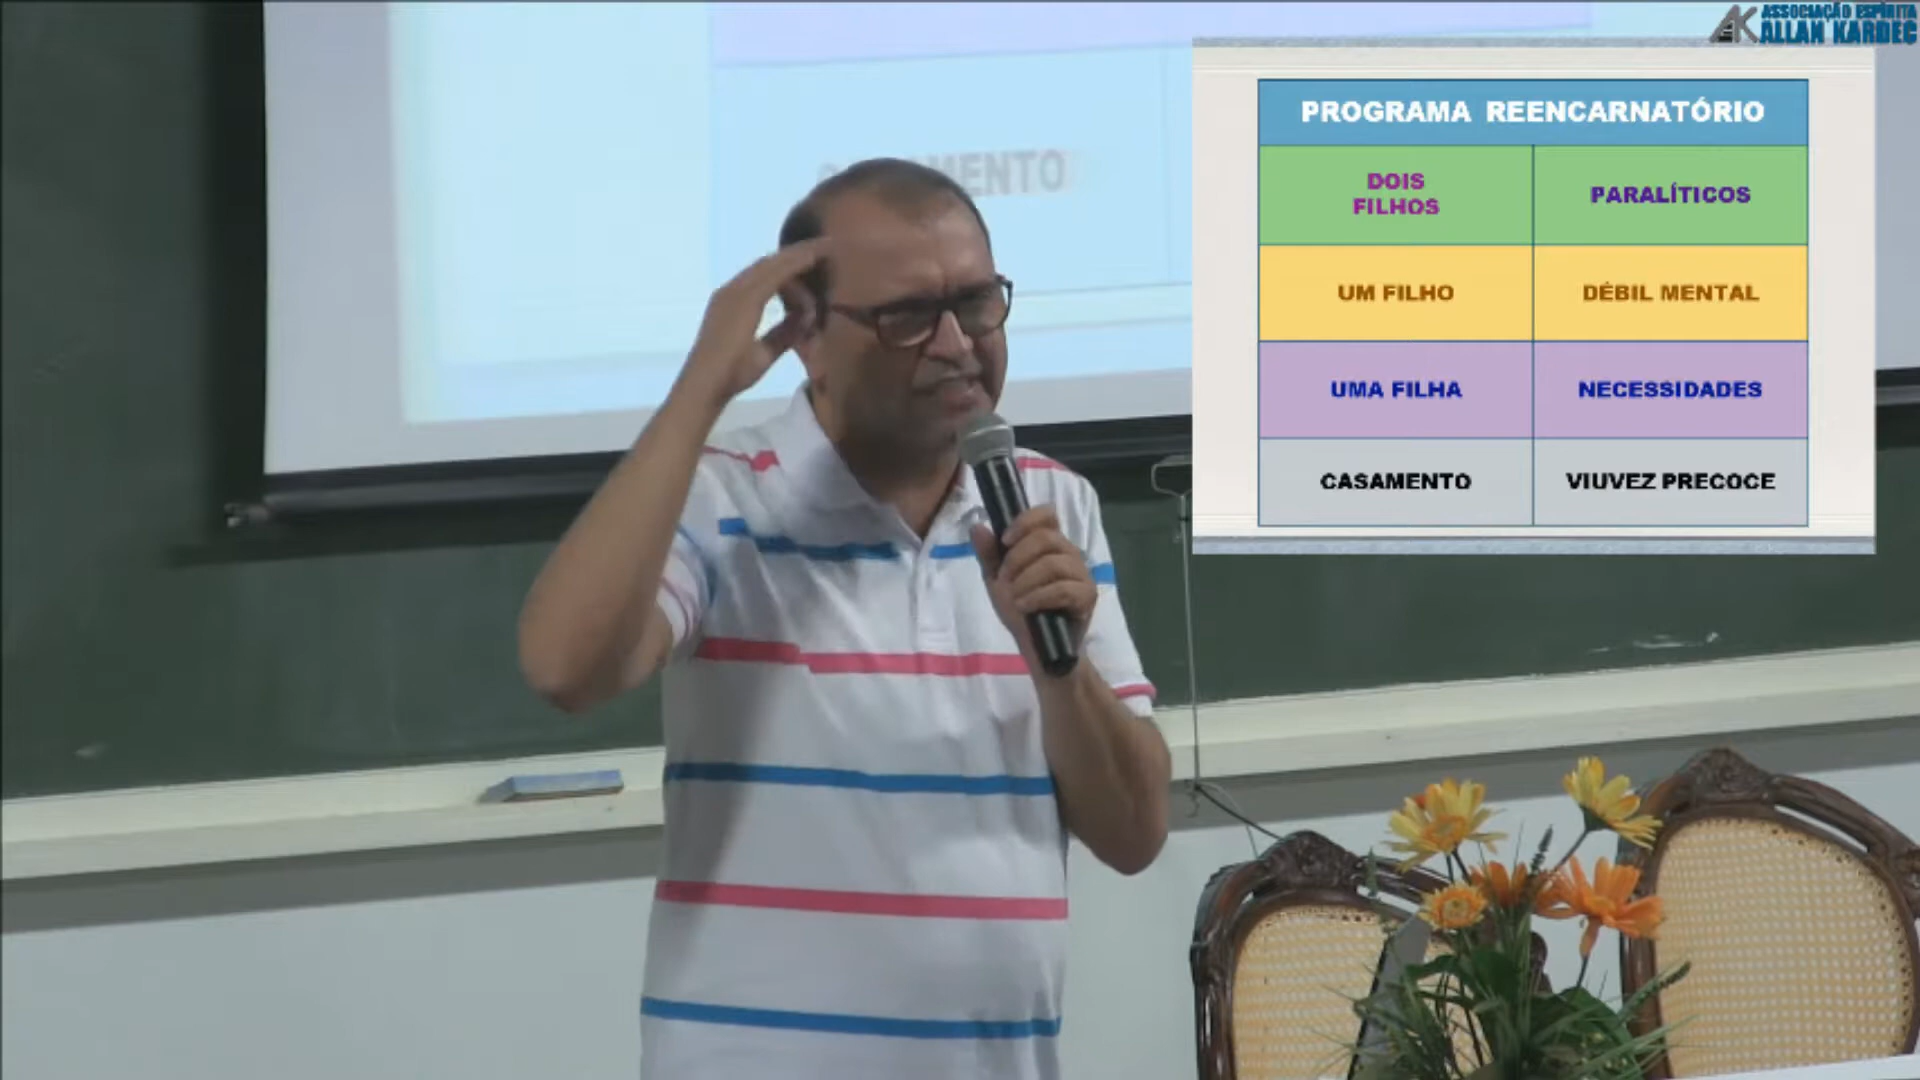 ASSOCIAÇÃO ESPÍRITA
AK ALLAN KARDEC
PROGRAMA REENCARNATÓRIO
DOIS
FILHOS
PARALÍTICOS
UM FILHO
DÉBIL MENTAL
UMA FILHA
NECESSIDADES
CASAMENTO
VIUVEZ PRECOCE